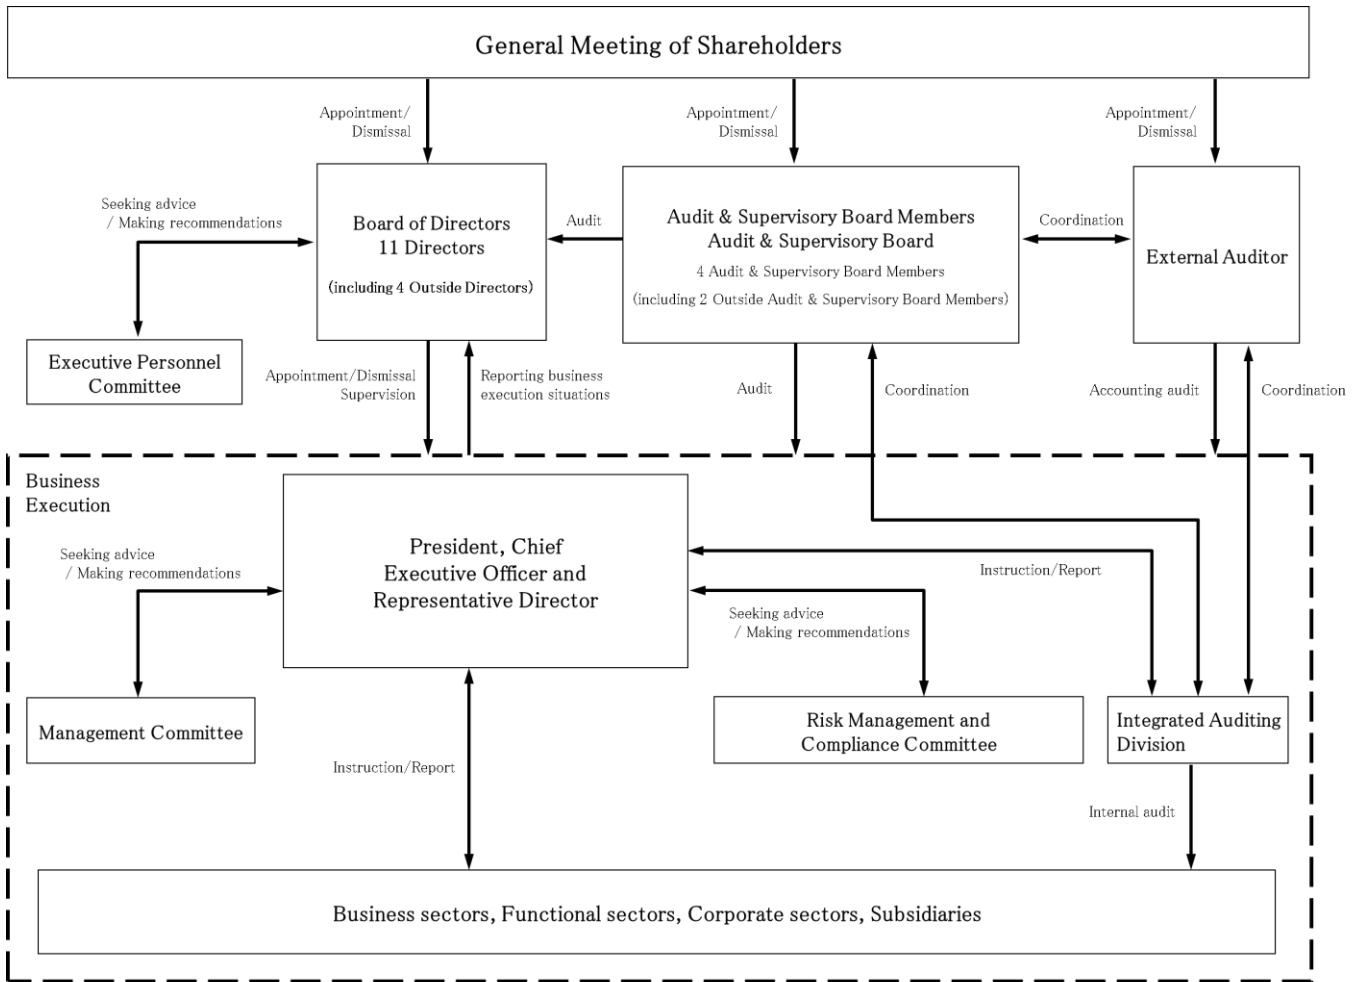 General Meeting of Shareholders
Appointment/
Dismissal
Appointment/
Dismissal
Appointment/
Dismissal
Seeking advice
/ Making recommendations
Board of Directors
11 Directors
(including 4 Outside Directors)
Audit
Audit & Supervisory Board Members
Audit & Supervisory Board
4 Audit & Supervisory Board Members
(including 2 Outside Audit & Supervisory Board Members)
Coordination
External Auditor
Executive Personnel
Committee
Appointment/Dismissal
Supervision
Reporting business
execution situations
Audit
Coordination
Accounting audit
Coordination
Business
Execution
President, Chief
Executive Officer and
Representative Director
Seeking advice
/ Making recommendations
Instruction/Report
Seeking advice
/ Making recommendations
Management Committee
Risk Management and
Compliance Committee
Integrated Auditing
Division
Instruction/Report
Internal audit
Business sectors, Functional sectors, Corporate sectors, Subsidiaries